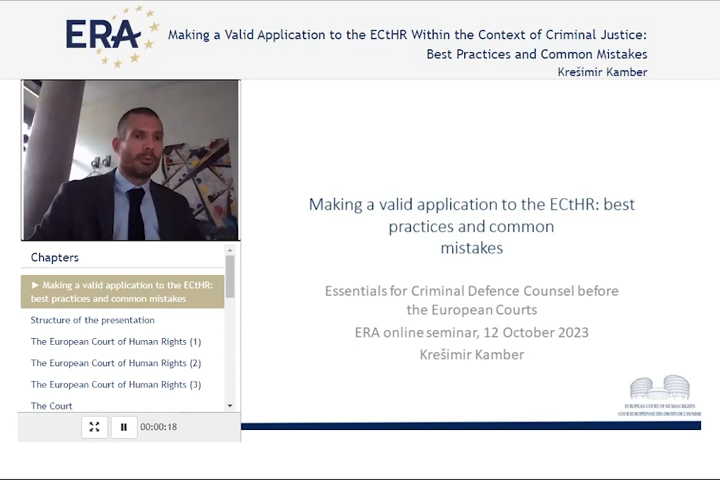 ERA
Making a Valid Application to the ECtHR Within the Context of Criminal Justice:
Best Practices and Common Mistakes
Krešimir Kamber
Chapters
► Making a valid application to the ECtHR:
best practices and common mistakes
Structure of the presentation
The European Court of Human Rights (1)
The European Court of Human Rights (2)
The European Court of Human Rights (3)
The Court
00:00:18
Making a valid application to the ECtHR: best
practices and common
mistakes
Essentials for Criminal Defence Counsel before
the European Courts
ERA online seminar, 12 October 2023
Krešimir Kamber
EUROPEAN COURT OF HUMAN RIGHTS
COUR EUROPÉENNE DES DROITS DE L'HOMME